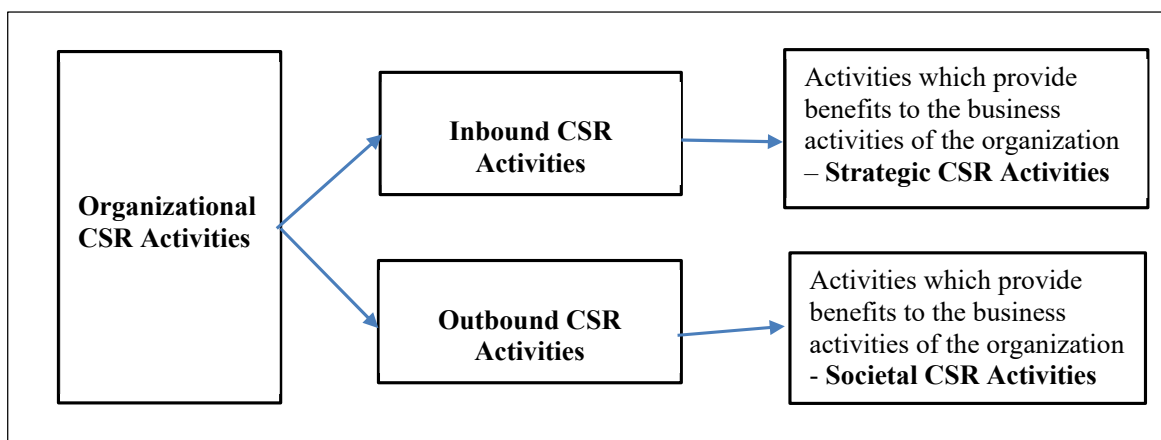 Organizational
CSR Activities
Inbound CSR
Activities
Activities which provide
benefits to the business
activities of the organization
– Strategic CSR Activities
Outbound CSR
Activities
Activities which provide
benefits to the business
activities of the organization
- Societal CSR Activities